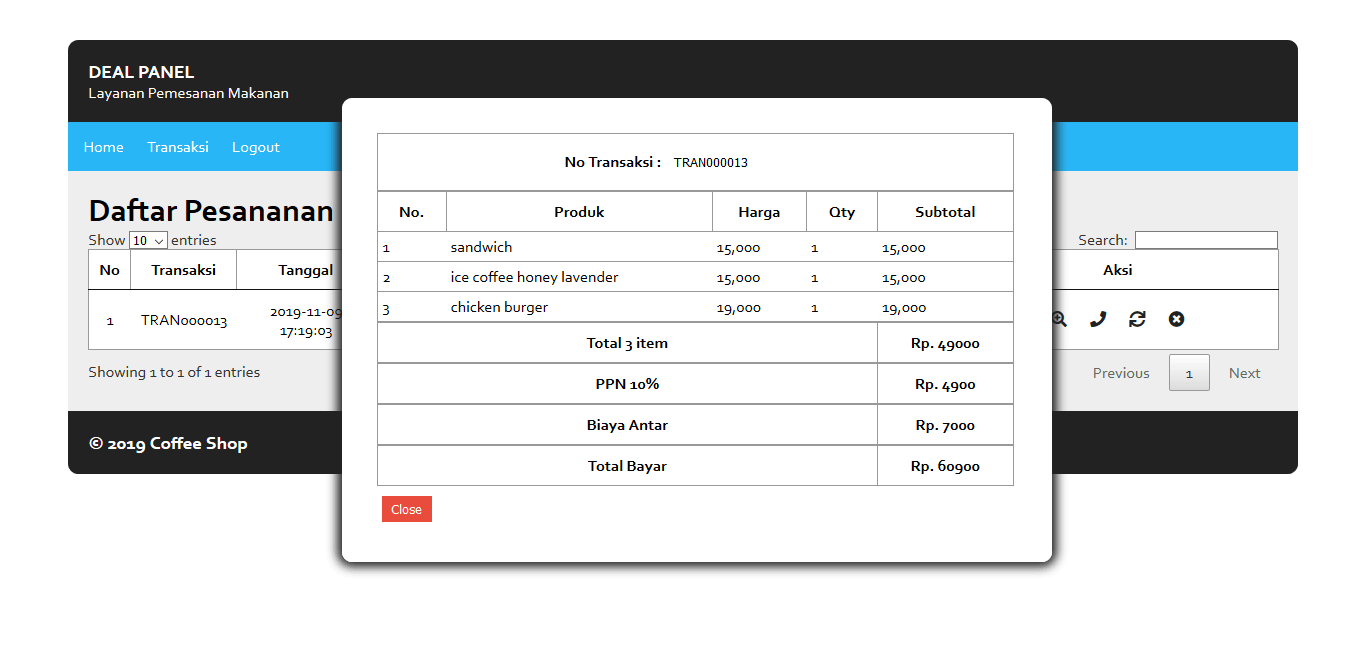 DEAL PANEL
Layanan Pemesanan Makanan
Home Transaksi Logout
Daftar Pesananan
Show 10 entries
Search:
No Transaksi Tanggal Aksi
1 TRAN000013 2019-11-09
17:19:03
Showing 1 to 1 of 1 entries
Previous 1 Next
© 2019 Coffee Shop
No Transaksi : TRAN000013
No. Produk Harga Qty Subtotal
1 sandwich 15,000 1 15,000
2 ice coffee honey lavender 15,000 1 15,000
3 chicken burger 19,000 1 19,000
Total 3 item Rp. 49000
PPN 10% Rp. 4900
Biaya Antar Rp. 7000
Total Bayar Rp. 60900
Close